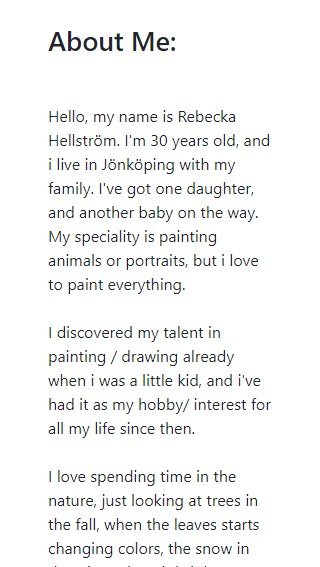 About Me:
Hello, my name is Rebecka
Hellström. I'm 30 years old, and
i live in Jönköping with my
family. I've got one daughter,
and another baby on the way.
My speciality is painting
animals or portraits, but i love
to paint everything.
I discovered my talent in
painting / drawing already
when i was a little kid, and i've
had it as my hobby/ interest for
all my life since then.
I love spending time in the
nature, just looking at trees in
the fall, when the leaves starts
changing colors, the snow in